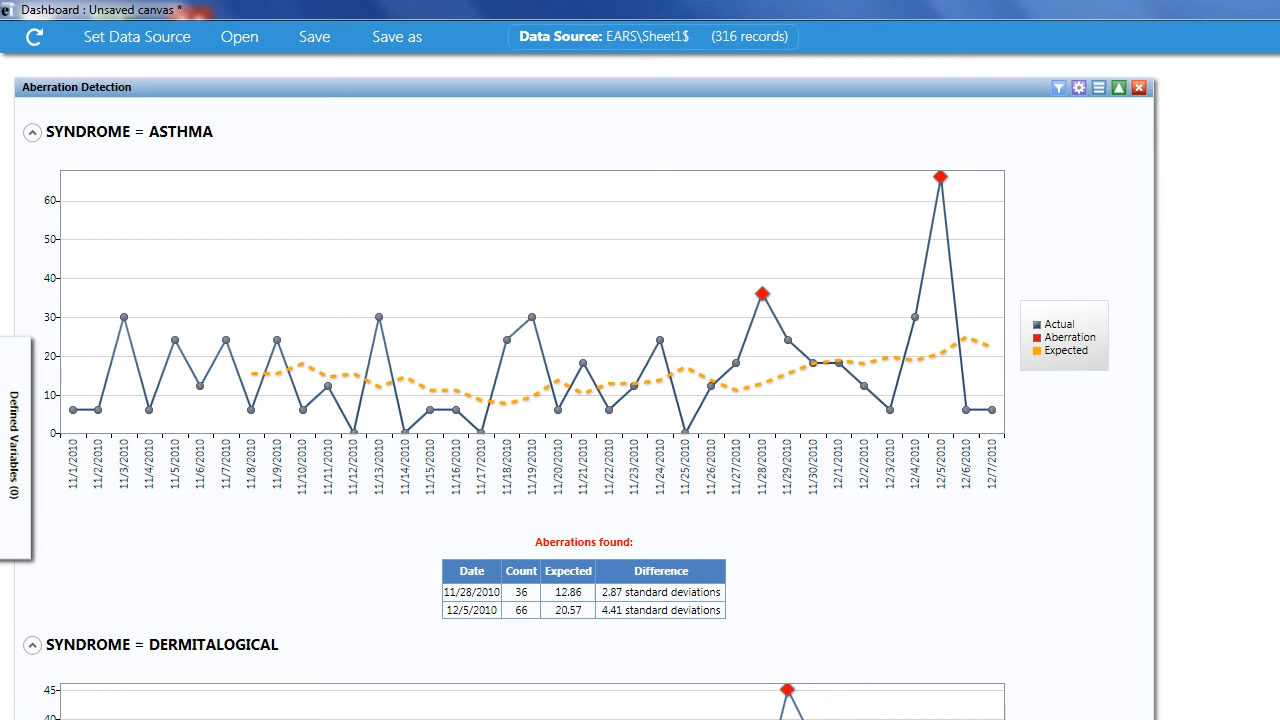 Dashboard : Unsaved canvas *
Set Data Source Open Save Save as Data Source: EARS\Sheet1$ (316 records)
Aberration Detection
SYNDROME = ASTHMA
60
50
40
30
20
10
0
11/1/2010 11/2/2010 11/3/2010 11/4/2010 11/5/2010 11/6/2010 11/7/2010 11/8/2010 11/9/2010 11/10/2010 11/11/2010 11/12/2010 11/13/2010 11/14/2010 11/15/2010 11/16/2010 11/17/2010 11/18/2010 11/19/2010 11/20/2010 11/21/2010 11/22/2010 11/23/2010 11/24/2010 11/25/2010 11/26/2010 11/27/2010 11/28/2010 11/29/2010 11/30/2010 12/1/2010 12/2/2010 12/3/2010 12/4/2010 12/5/2010 12/6/2010 12/7/2010
Actual
Aberration
Expected
Defined Variables (0)
Aberrations found:
Date Count Expected Difference
11/28/2010 36 12.86 2.87 standard deviations
12/5/2010 66 20.57 4.41 standard deviations
SYNDROME = DERMITALOGICAL
45
40